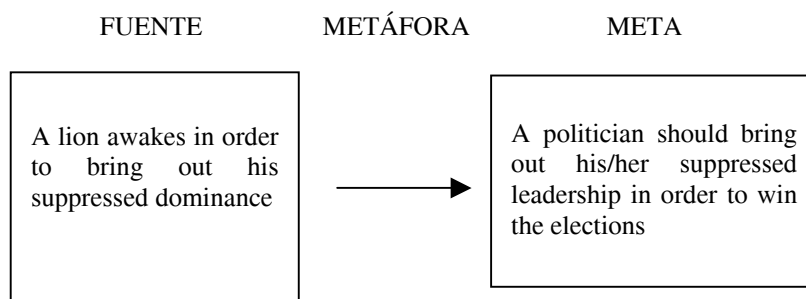 FUENTE METÁFORA META
A lion awakes in order
to bring out his
suppressed dominance
A politician should bring
out his/her suppressed
leadership in order to win
the elections